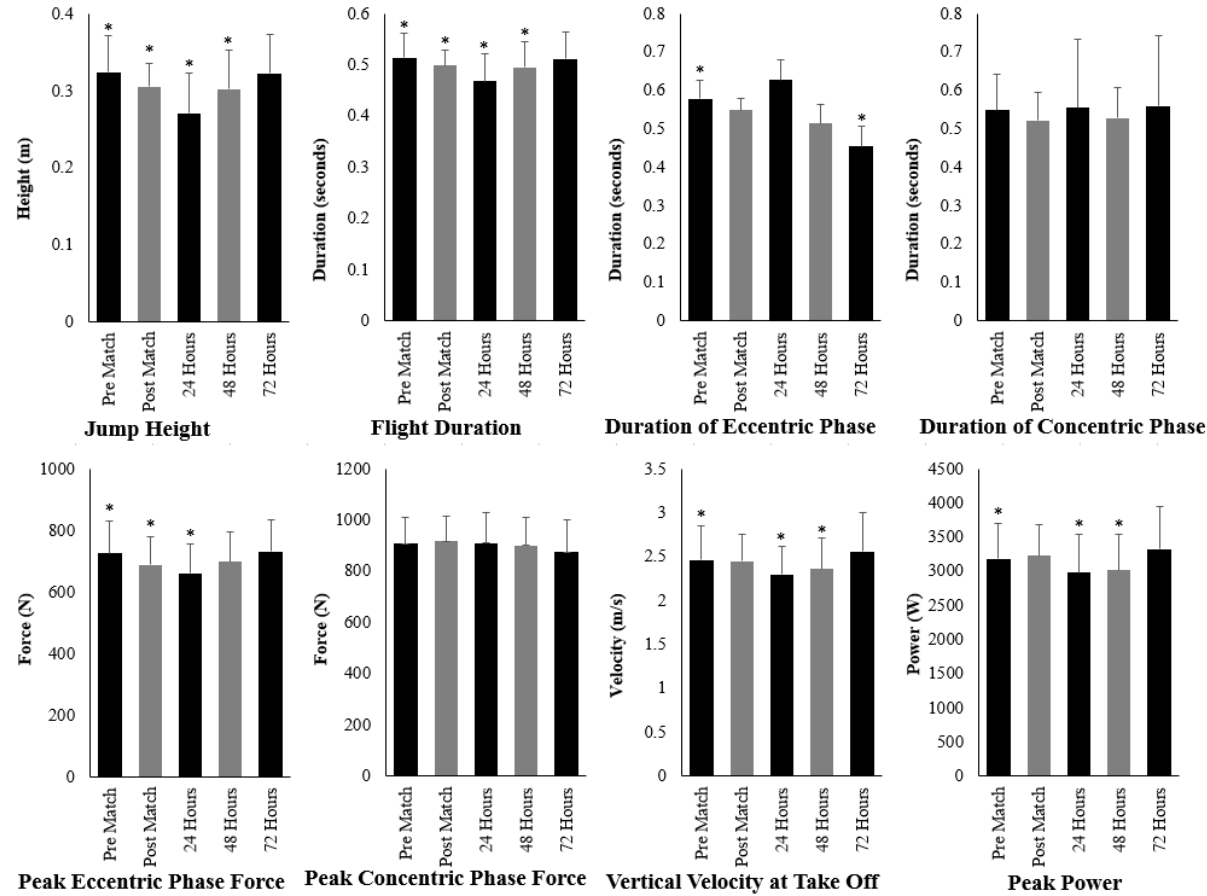 0.4
0.3
0.2
0.1
0
Height (m)
*
*
*
*
Pre Match
Post Match
24 Hours
48 Hours
72 Hours
Jump Height
0.6
0.5
0.4
0.3
0.2
0.1
0
Duration (seconds)
*
*
*
*
Pre Match
Post Match
24 Hours
48 Hours
72 Hours
Flight Duration
0.8
0.7
0.6
0.5
0.4
0.3
0.2
0.1
0
Duration (seconds)
*
*
Pre Match
Post Match
24 Hours
48 Hours
72 Hours
Duration of Eccentric Phase
0.8
0.7
0.6
0.5
0.4
0.3
0.2
0.1
0
Duration (seconds)
Pre Match
Post Match
24 Hours
48 Hours
72 Hours
Duration of Concentric Phase
1000
800
600
400
200
0
Force (N)
*
*
*
Pre Match
Post Match
24 Hours
48 Hours
72 Hours
Peak Eccentric Phase Force
1200
1000
800
600
400
200
0
Force (N)
Pre Match
Post Match
24 Hours
48 Hours
72 Hours
Peak Concentric Phase Force
3.5
3
2.5
2
1.5
1
0.5
0
Velocity (m/s)
*
*
*
Pre Match
Post Match
24 Hours
48 Hours
72 Hours
Vertical Velocity at Take Off
4500
4000
3500
3000
2500
2000
1500
1000
500
0
Power (W)
*
*
*
Pre Match
Post Match
24 Hours
48 Hours
72 Hours
Peak Power